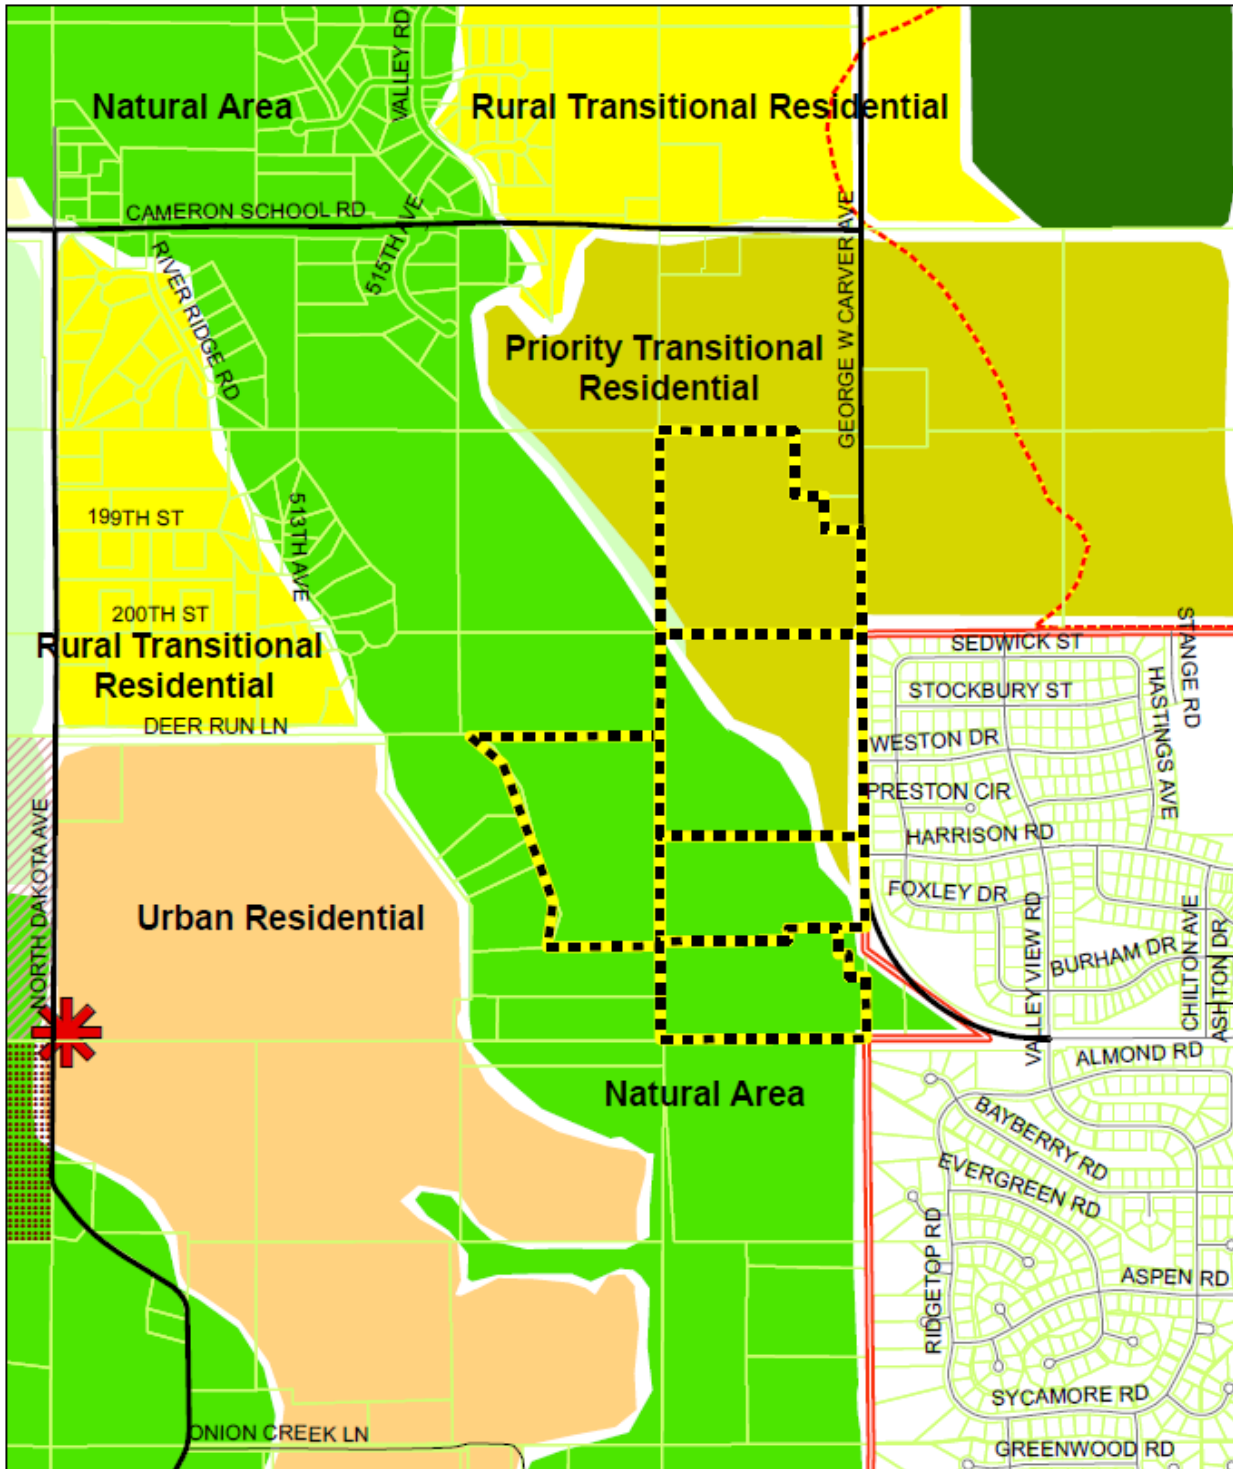 VALLEY RD
Natural Area
Rural Transitional Residential
CAMERON SCHOOL RD
515TH AVE
GEORGE W CARVER AVE
RIVER RIDGE RD
Priority Transitional
Residential
199TH ST
513TH AVE
200TH ST
Rural Transitional
Residential
DEER RUN LN
SEDWICK ST
STANGE RD
STOCKBURY ST
HASTINGS AVE
WESTON DR
PRESTON CIR
HARRISON RD
NORTH DAKOTA AVE
Urban Residential
FOXLEY DR
VALLEY VIEW RD
BURHAM DR
CHILTON AVE
ASHTON DR
ALMOND RD
Natural Area
BAYBERRY RD
EVERGREEN RD
RIDGETOP RD
ASPEN RD
SYCAMORE RD
ONION CREEK LN
GREENWOOD RD